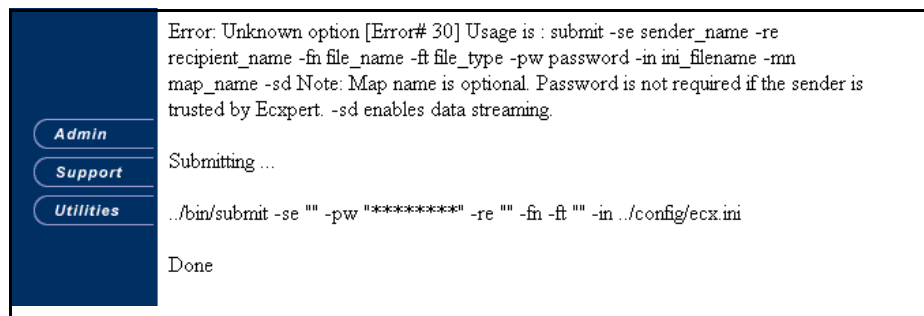 Error: Unknown option [Error# 30] Usage is : submit -se sender_name -re
recipient_name -fn file_name -ft file_type -pw password -in ini_filename -mn
map_name -sd Note: Map name is optional. Password is not required if the sender is
trusted by Ecxpert. -sd enables data streaming.
Admin
Support
Utilities
Submitting ...
../bin/submit -se "" -pw "********" -re "" -fn -ft "" -in ../config/ecx.ini
Done